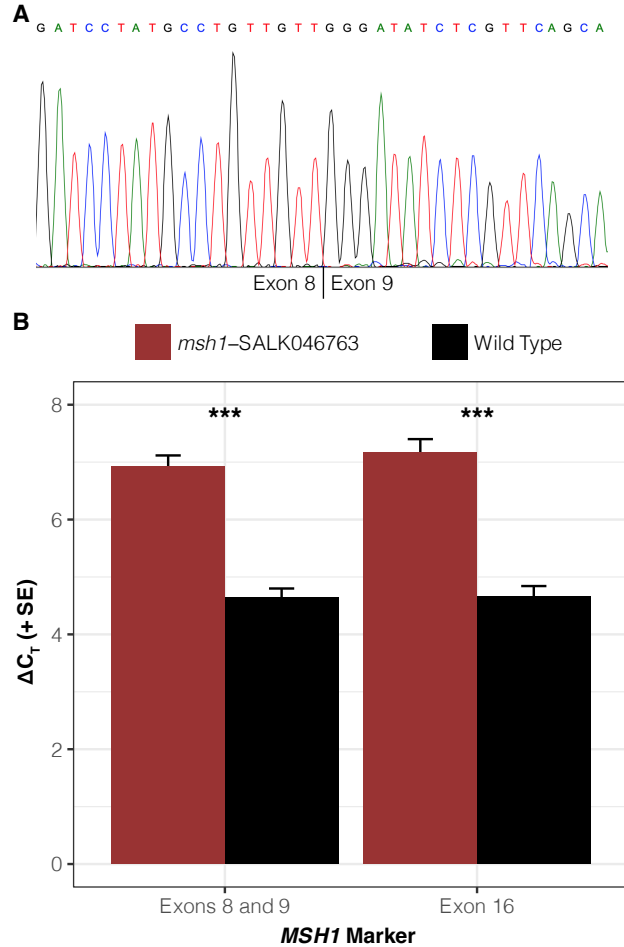 A
G A T C C T A T G C C T G T T G T T G G G A T A T C T C G T T C A G C A
Exon 8 Exon 9
B
msh1–SALK046763 Wild Type
*** ***
8
6
4
2
0
ΔCT (+ SE)
Exons 8 and 9 Exon 16
MSH1 Marker